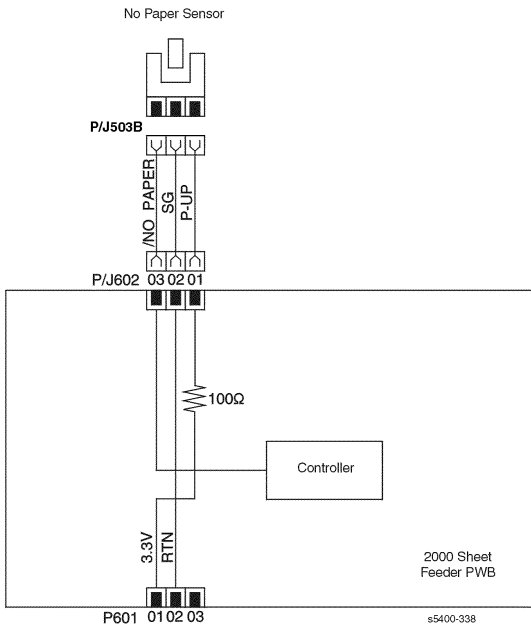 No Paper Sensor
P/J503B
/NO PAPER
SG
P-UP
P/J602 03 02 01
100Ω
Controller
3.3V
RTN
2000 Sheet
Feeder PWB
P601 01 02 03
s5400-338